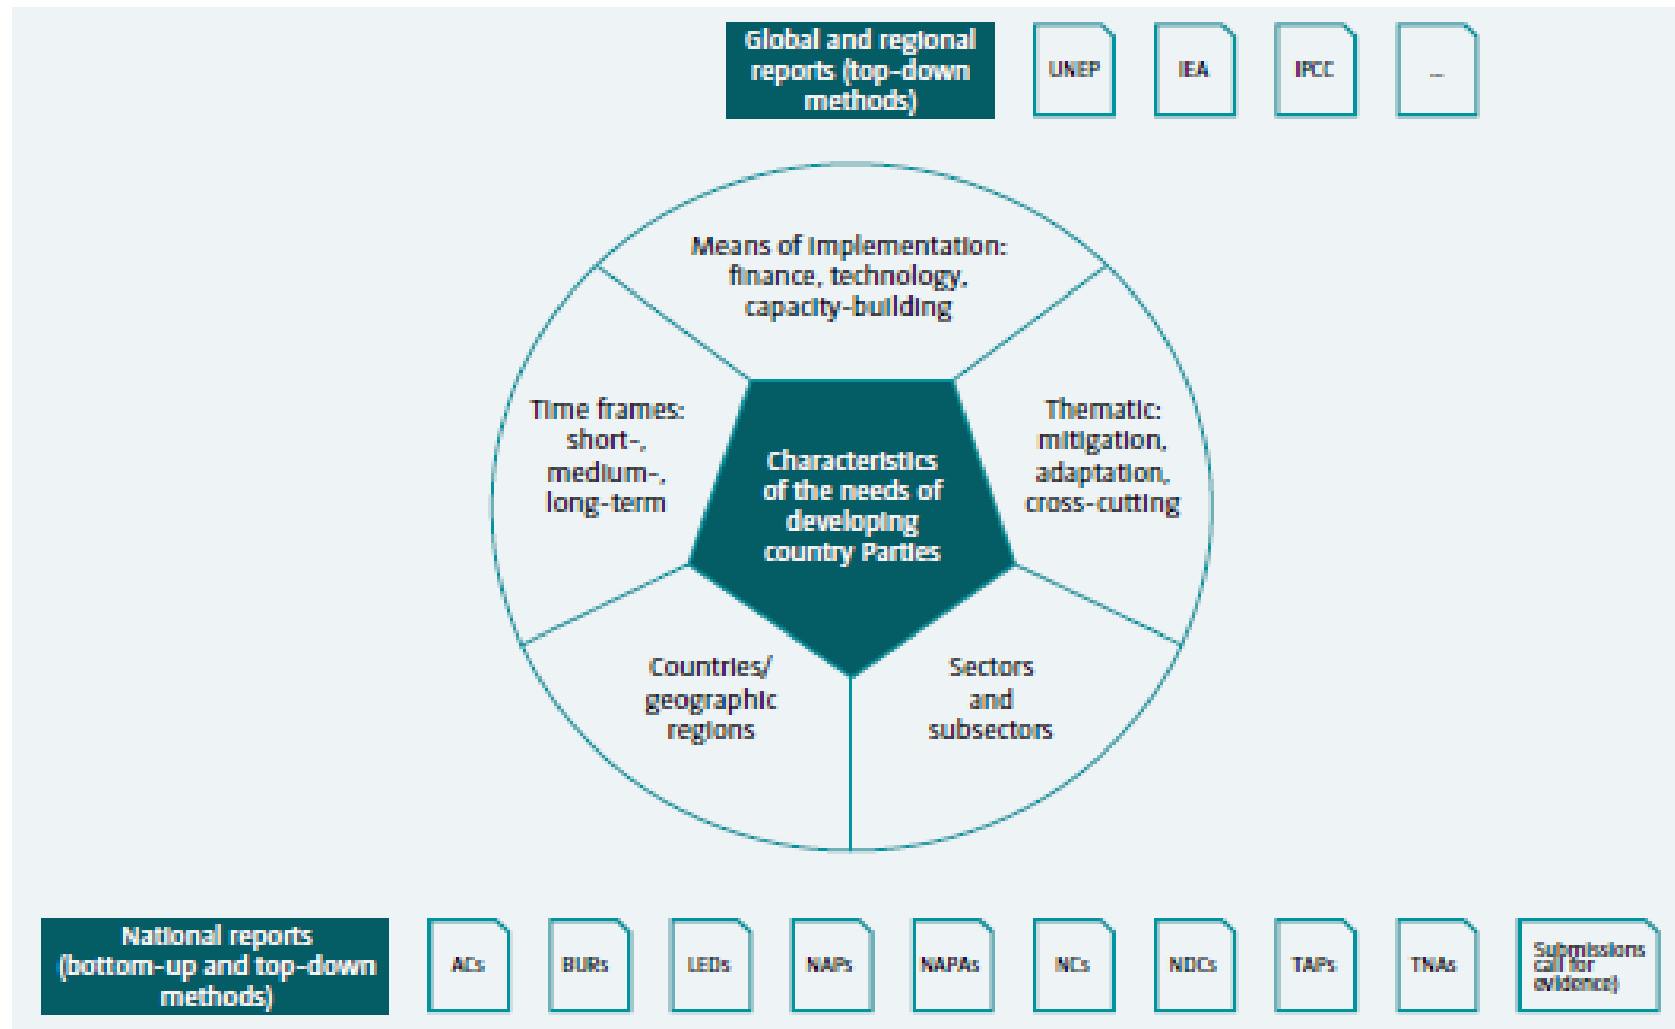 Global and regional
reports (top-down
methods)
UNEP
IEA
IPCC
...
Means of implementation:
finance, technology,
capacity-building
Time frames:
short-,
medium-,
long-term
Thematic:
mitigation,
adaptation,
cross-cutting
Characteristics
of the needs of
developing
country Parties
Countries/
geographic
regions
Sectors
and
subsectors
National reports
(bottom-up and top-down
methods)
ACs
BURs
LEDs
NAPs
NAPAs
NCs
NDCs
TAPs
TNAs
Submissions
call for
evidence)